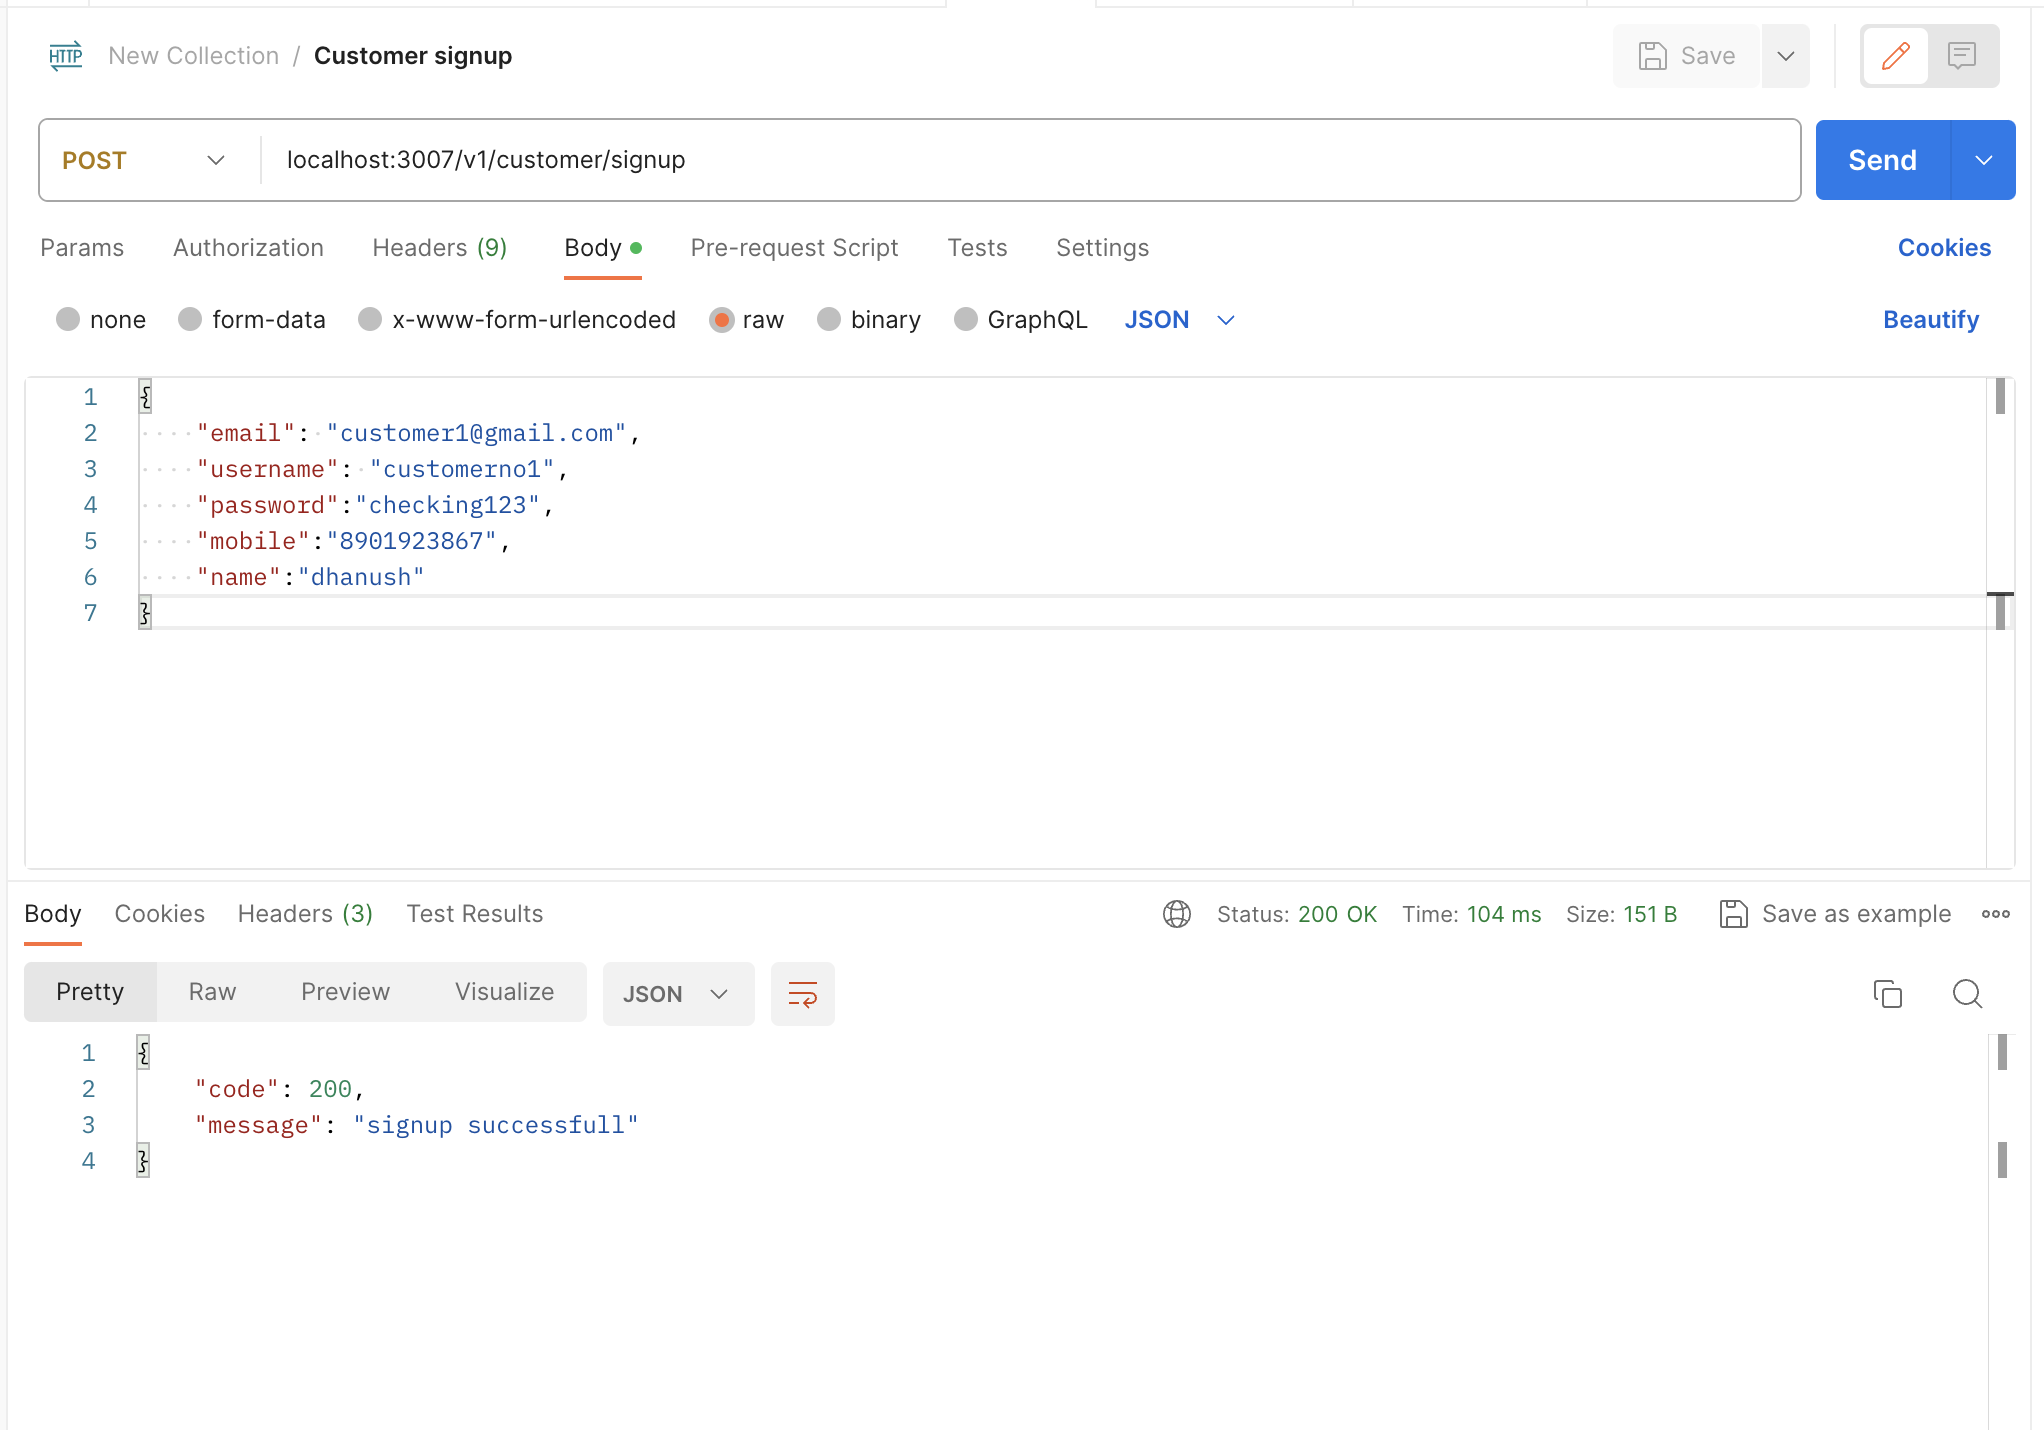 HTTP New Collection / Customer signup Save
POST localhost:3007/v1/customer/signup Send
Params Authorization Headers (9) Body Pre-request Script Tests Settings Cookies
none form-data x-www-form-urlencoded raw binary GraphQL JSON Beautify
1 {
2 "email": "customer1@gmail.com",
3 "username": "customerno1",
4 "password":"checking123",
5 "mobile":"8901923867",
6 "name":"dhanush"
7 }
Body Cookies Headers (3) Test Results Status: 200 OK Time: 104 ms Size: 151 B Save as example
Pretty Raw Preview Visualize JSON
1 {
2 "code": 200,
3 "message": "signup successfull"
4 }